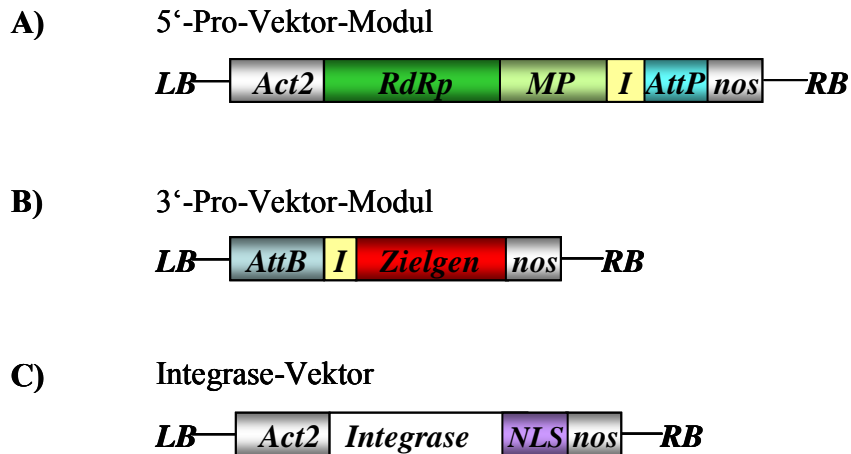 A) 5‘-Pro-Vektor-Modul
LB Act2 RdRp MP I AttP nos RB
B) 3‘-Pro-Vektor-Modul
LB AttB I Zielgen nos RB
C) Integrase-Vektor
LB Act2 Integrase NLS nos RB